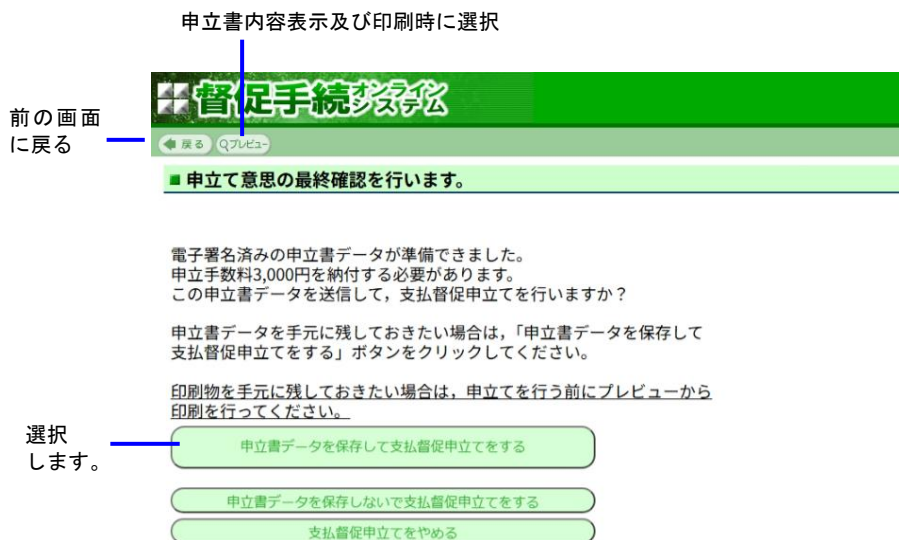 申立書内容表示及び印刷時に選択
督促手続オンラインシステム
前の画面
に戻る
戻る プレビュー
申立て意思の最終確認を行います。
電子署名済みの申立書データが準備できました。
申立手数料3,000円を納付する必要があります。
この申立書データを送信して，支払督促申立てを行いますか？
申立書データを手元に残しておきたい場合は，「申立書データを保存して
支払督促申立てをする」ボタンをクリックしてください。
印刷物を手元に残しておきたい場合は，申立てを行う前にプレビューから
印刷を行ってください。
選択
します。
申立書データを保存して支払督促申立てをする
申立書データを保存しないで支払督促申立てをする
支払督促申立てをやめる